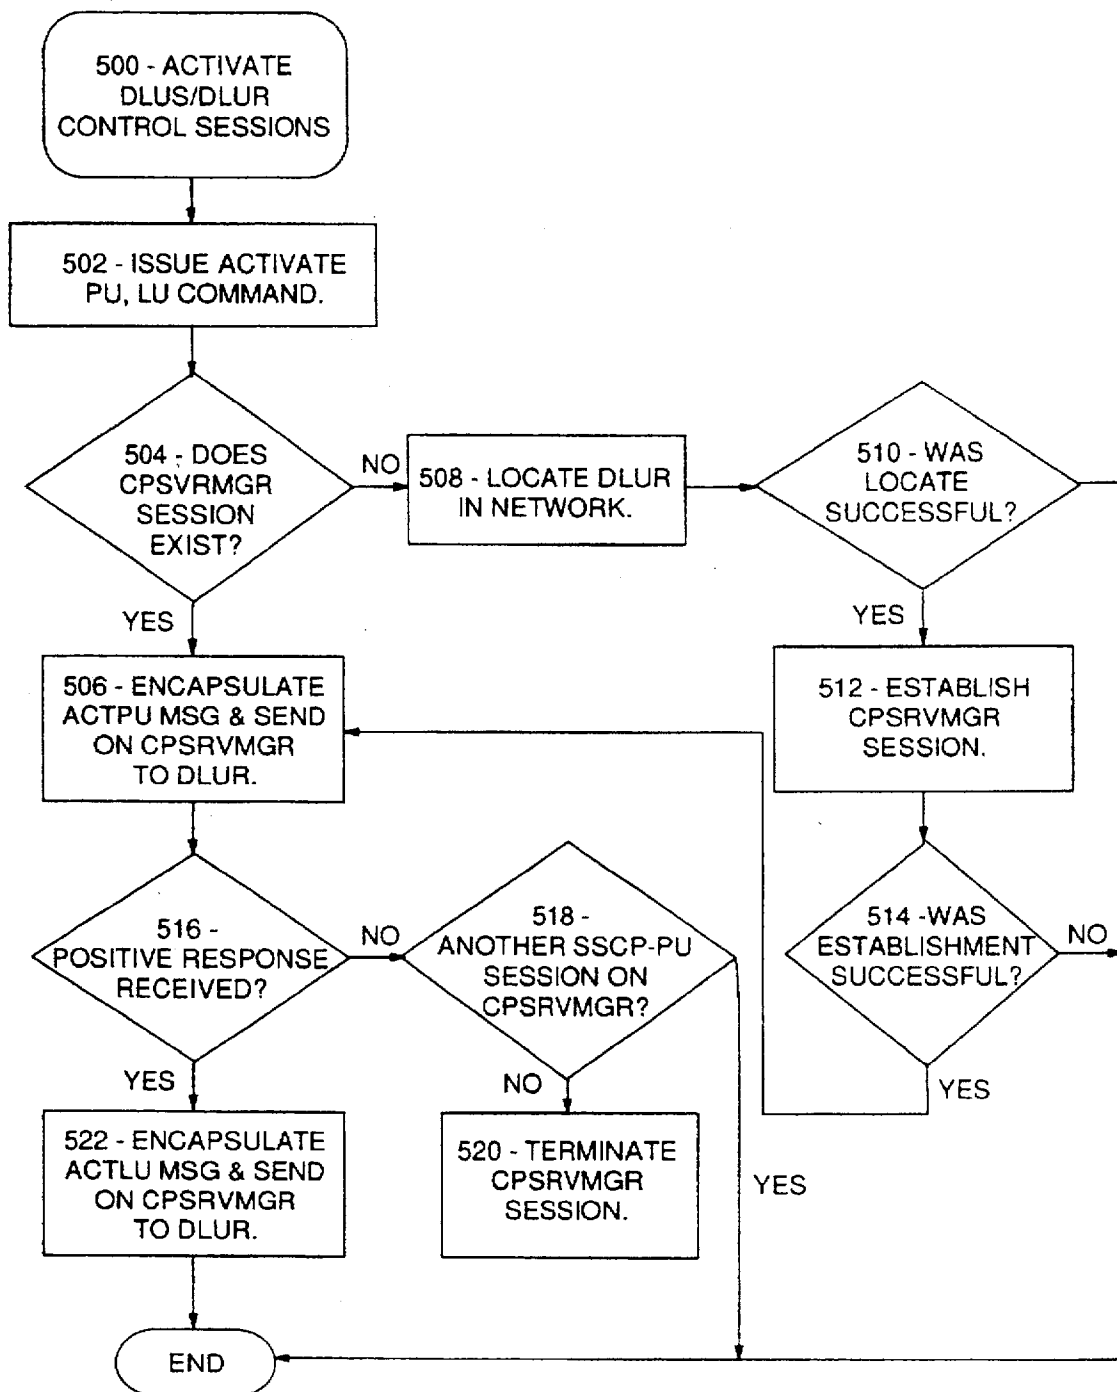 500 - ACTIVATE
DLUS/DLUR
CONTROL SESSIONS
502 - ISSUE ACTIVATE
PU, LU COMMAND.
504 - DOES
CPSVRMGR
SESSION
EXIST?
NO
508 - LOCATE DLUR
IN NETWORK.
510 - WAS
LOCATE
SUCCESSFUL?
YES
YES
506 - ENCAPSULATE
ACTPU MSG & SEND
ON CPSRVMGR
TO DLUR.
512 - ESTABLISH
CPSRVMGR
SESSION.
516 -
POSITIVE RESPONSE
RECEIVED?
NO
518 -
ANOTHER SSCP-PU
SESSION ON
CPSRVMGR?
514 -WAS
ESTABLISHMENT
SUCCESSFUL?
NO
YES
NO
YES
522 - ENCAPSULATE
ACTLU MSG & SEND
ON CPSRVMGR
TO DLUR.
520 - TERMINATE
CPSRVMGR
SESSION.
YES
END